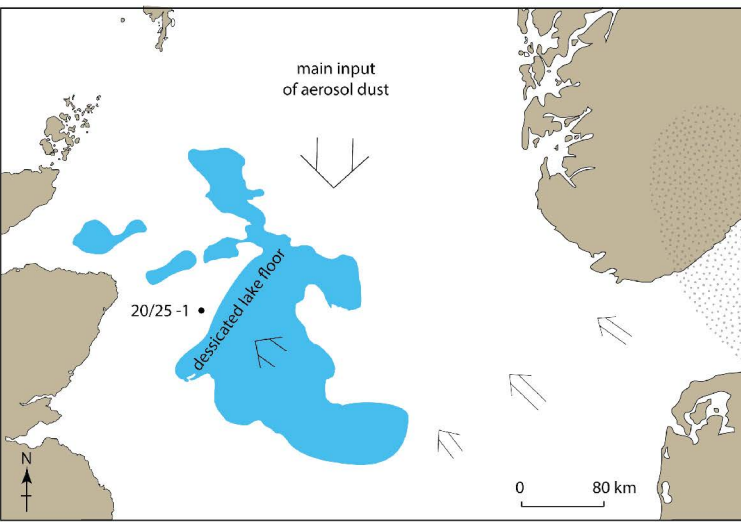 main input
of aerosol dust
20/25 -1
dessicated lake floor
N
0 80 km